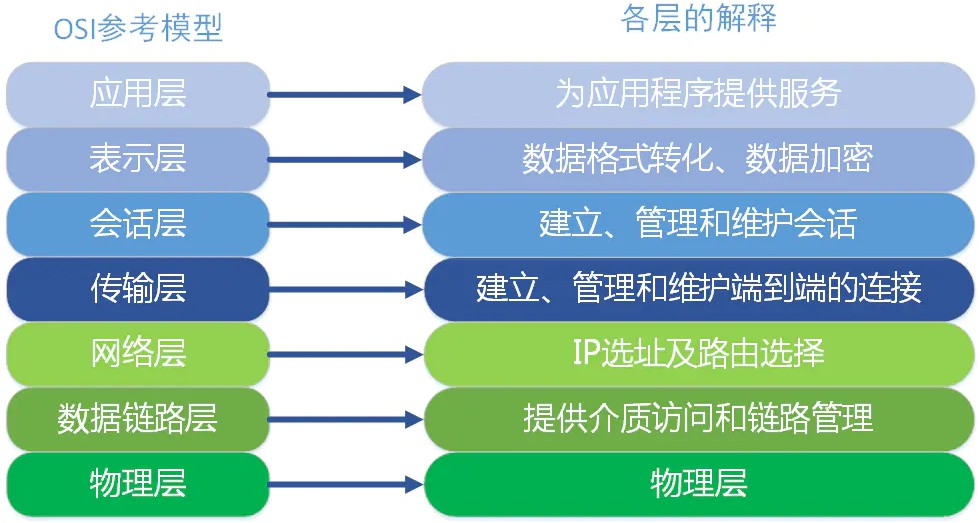 OSI参考模型
各层的解释
应用层
为应用程序提供服务
表示层
数据格式转化、数据加密
会话层
建立、管理和维护会话
传输层
建立、管理和维护端到端的连接
网络层
IP选址及路由选择
数据链路层
提供介质访问和链路管理
物理层
物理层